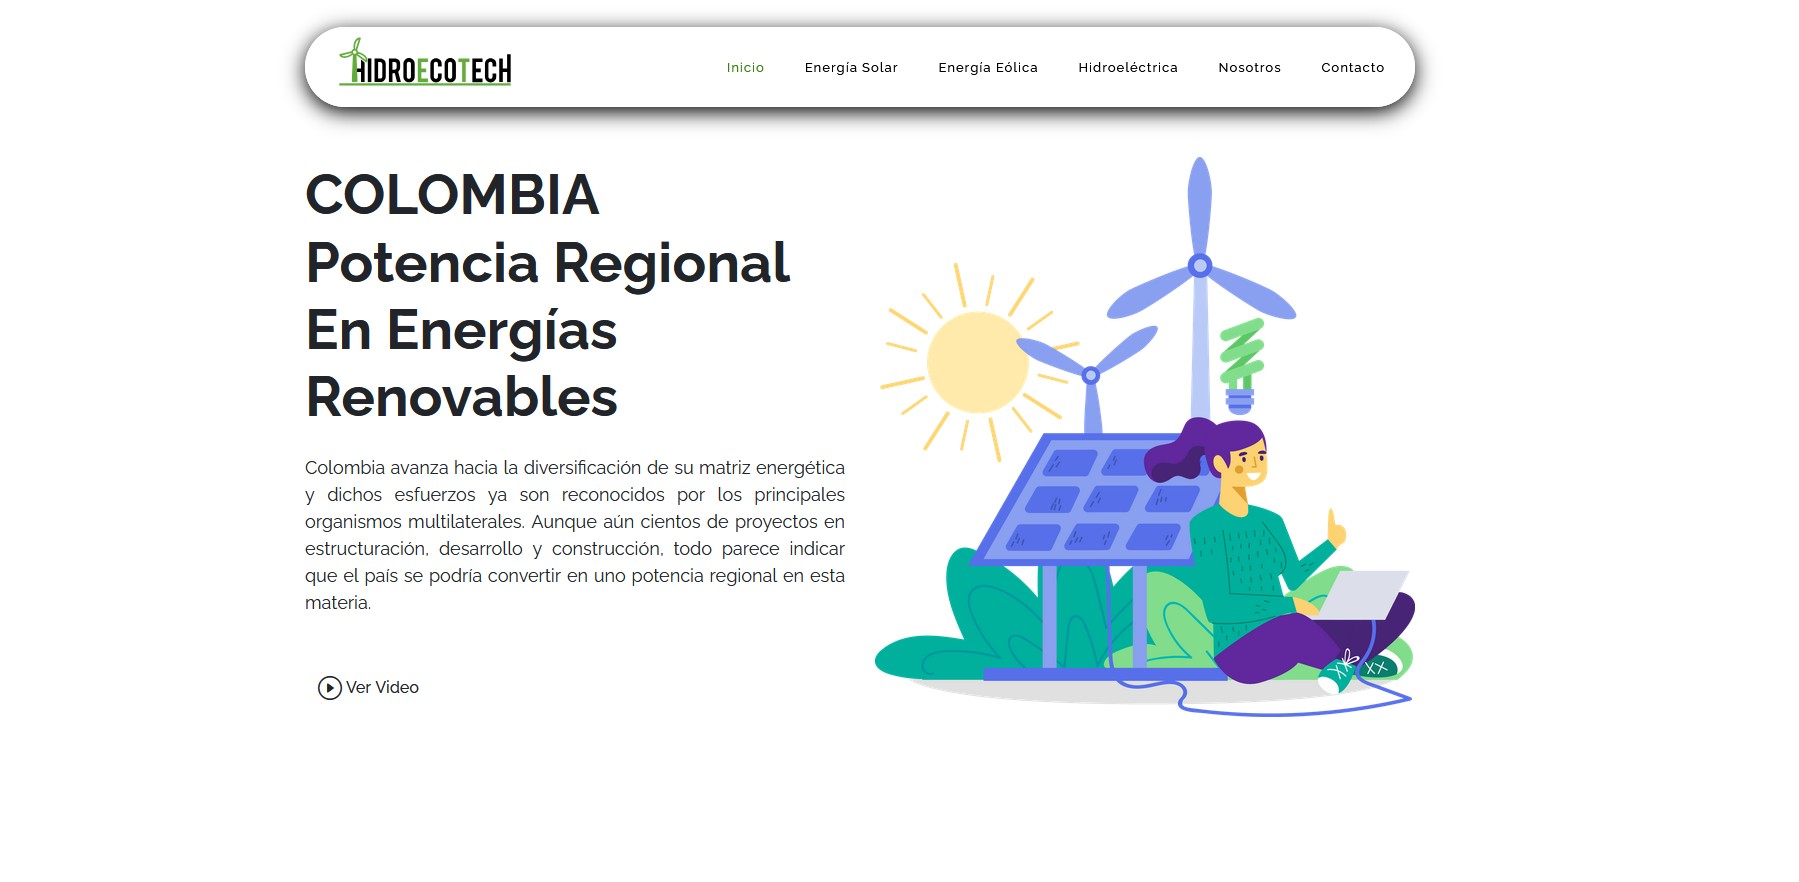 HIDROECOTECH
Inicio
Energía Solar
Energía Eólica
Hidroeléctrica
Nosotros
Contacto
COLOMBIA
Potencia Regional
En Energías
Renovables
Colombia avanza hacia la diversificación de su matriz energética
y dichos esfuerzos ya son reconocidos por los principales
organismos multilaterales. Aunque aún cientos de proyectos en
estructuración, desarrollo y construcción, todo parece indicar
que el país se podría convertir en uno potencia regional en esta
materia.
Ver Video